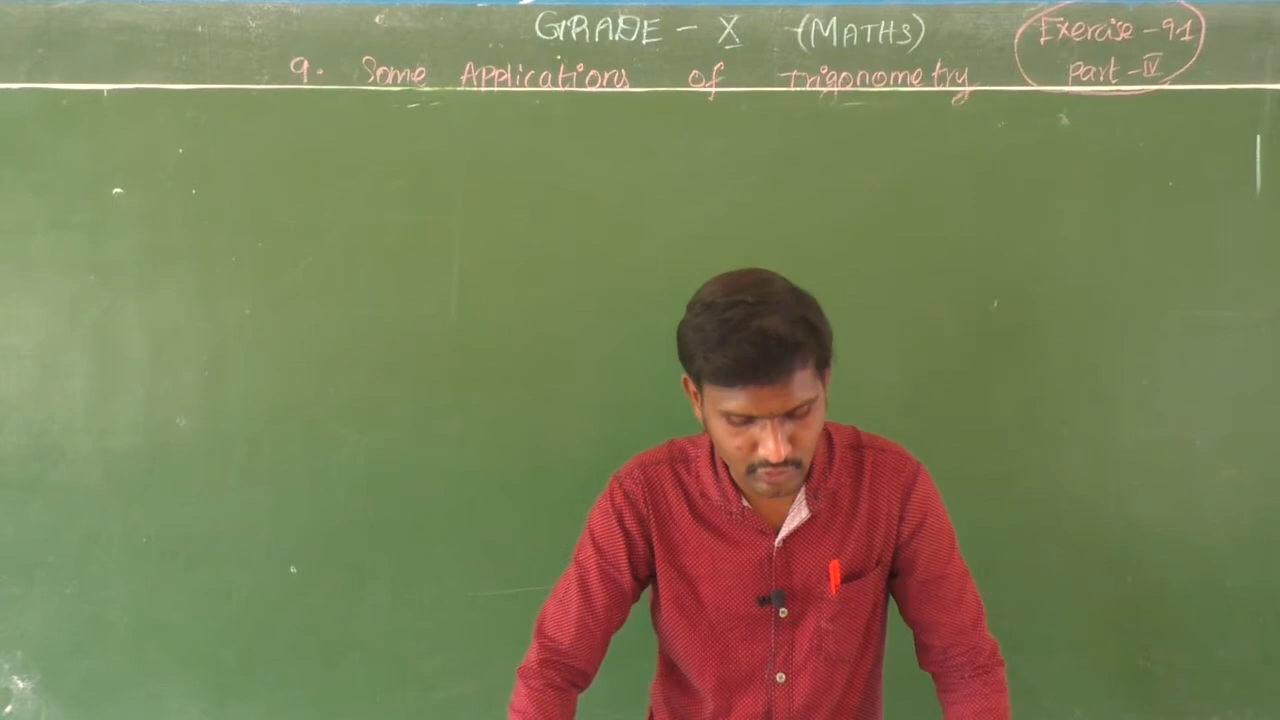 GRADE - X (MATHS)
9. Some Applications of Trigonometry
Exercise - 9.1
part - IV